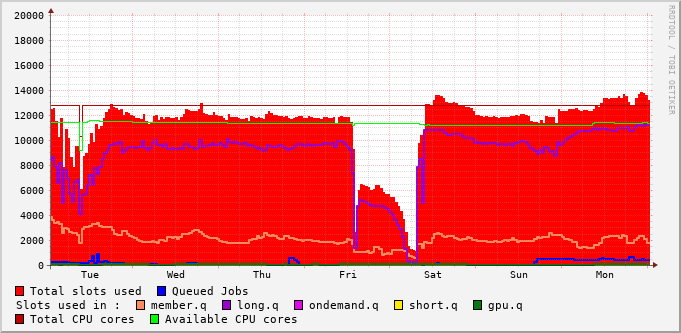 20000
18000
16000
14000
12000
10000
8000
6000
4000
2000
0
Tue Wed Thu Fri Sat Sun Mon
Total slots used Queued Jobs
Slots used in : member.q long.q ondemand.q short.q gpu.q
Total CPU cores Available CPU cores
RRDTOOL / TOBI OETIKER